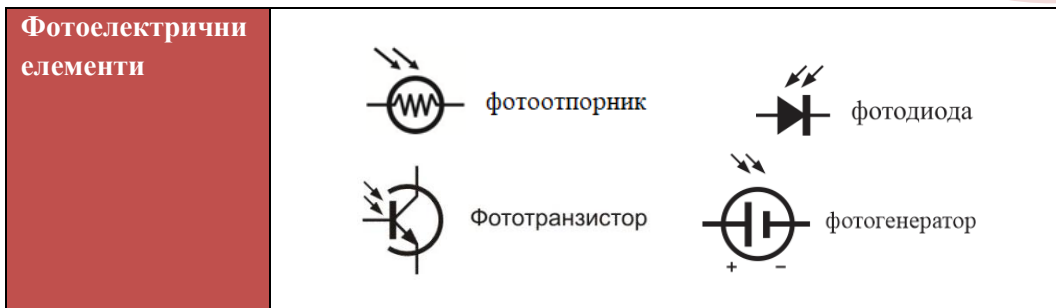 Фотоелектрични
елементи
фотоотпорник
фотодиода
Фототранзистор
фотогенератор
+ −